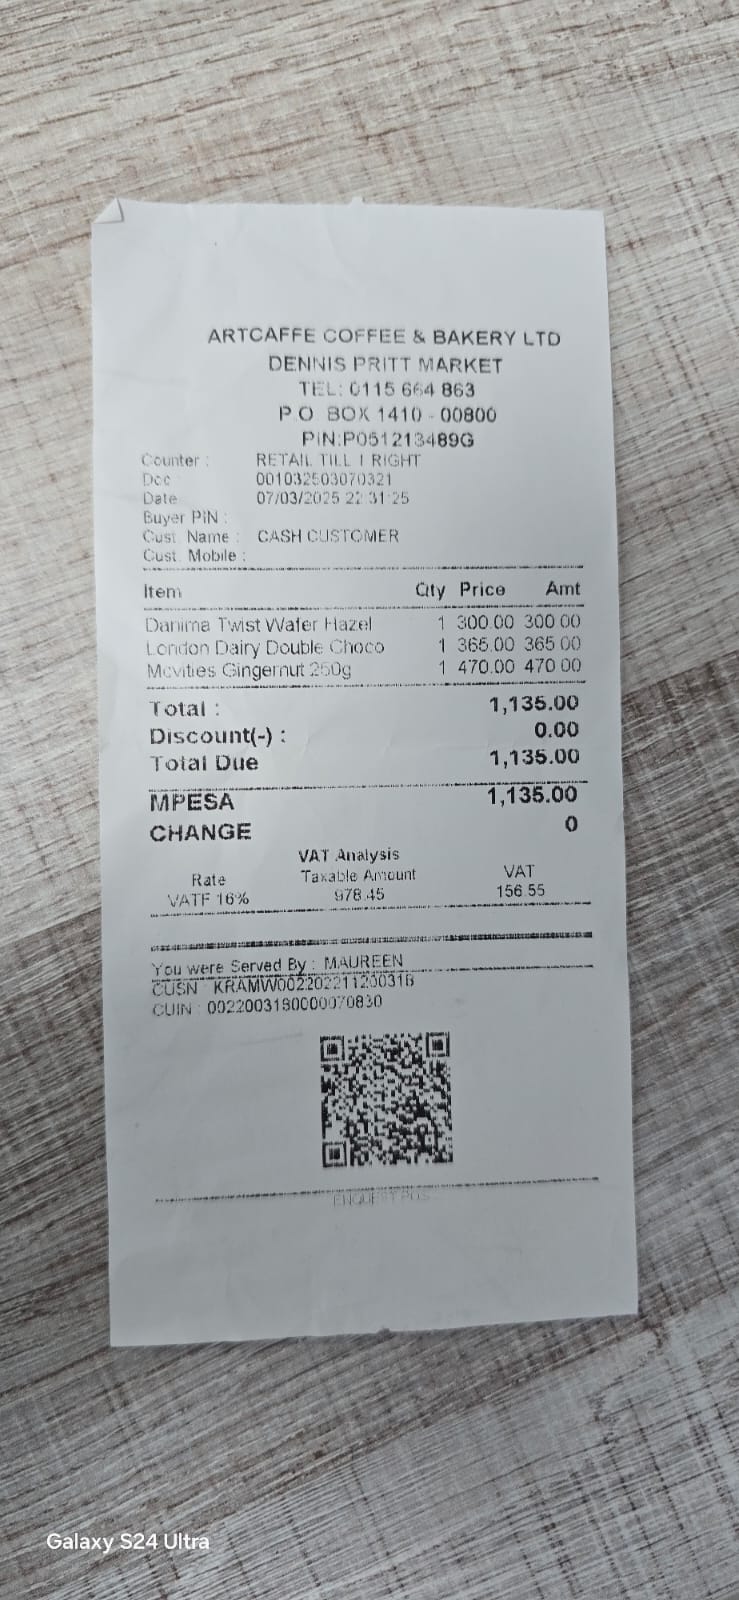 ARTCAFFE COFFEE & BAKERY LTD
DENNIS PRITT MARKET
TEL: 0115 664 863
P.O BOX 1410 - 00800
PIN:P051213489G
Counter : RETAIL TILL 1 RIGHT
Doc : 001032503070321
Date 07/03/2025 22:31:25
Buyer PIN :
Cust. Name : CASH CUSTOMER
Cust. Mobile :
Item Qty Price Amt
Danima Twist Wafer Hazel 1 300.00 300.00
London Dairy Double Choco 1 365.00 365.00
Mcvities Gingernut 250g 1 470.00 470.00
Total : 1,135.00
Discount(-) : 0.00
Total Due 1,135.00
MPESA 1,135.00
CHANGE 0
VAT Analysis
Rate Taxable Amount VAT
VATF 16% 978.45 156.55
You were Served By : MAUREEN
CUSN
CUIN : 0022003180000070830
Galaxy S24 Ultra